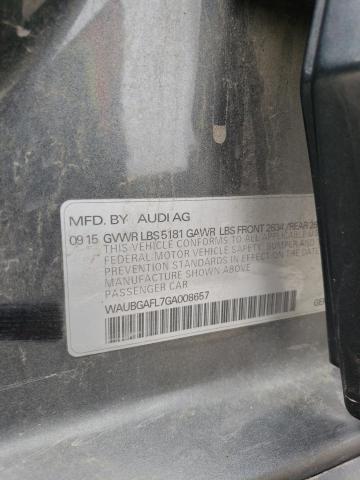 MFD. BY AUDI AG
09 15 GVWR LBS 5181 GAWR LBS FRONT 2634 /REAR
THIS VEHICLE CONFORMS TO ALL APPLICABLE
FEDERAL MOTOR VEHICLE SAFETY, BUMPER AND
THEFT PREVENTION STANDARDS IN EFFECT ON THE DATE
OF MANUFACTURE SHOWN ABOVE
PASSENGER CAR
WAUBGAFL7GA008657